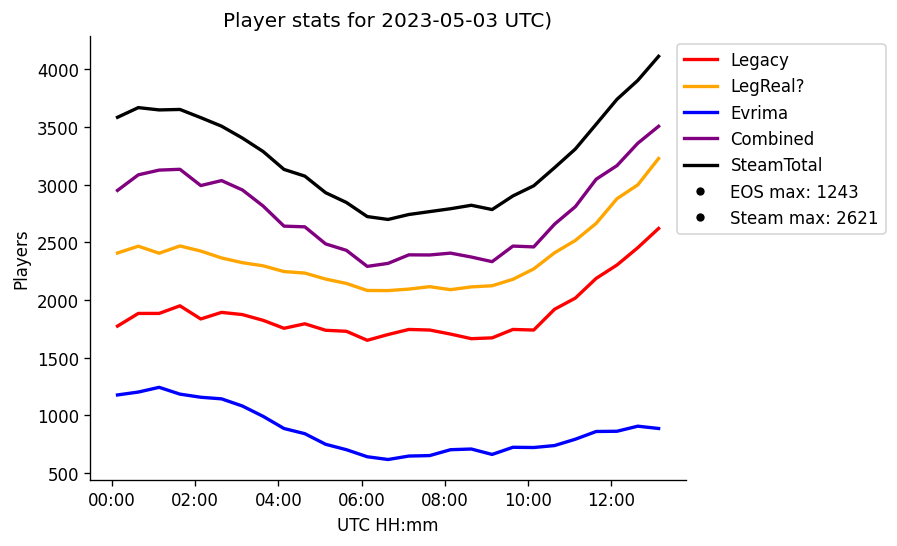 Player stats for 2023-05-03 UTC)
4000
3500
3000
2500
2000
1500
1000
500
Players
00:00 02:00 04:00 06:00 08:00 10:00 12:00
UTC HH:mm
Legacy
LegReal?
Evrima
Combined
SteamTotal
EOS max: 1243
Steam max: 2621